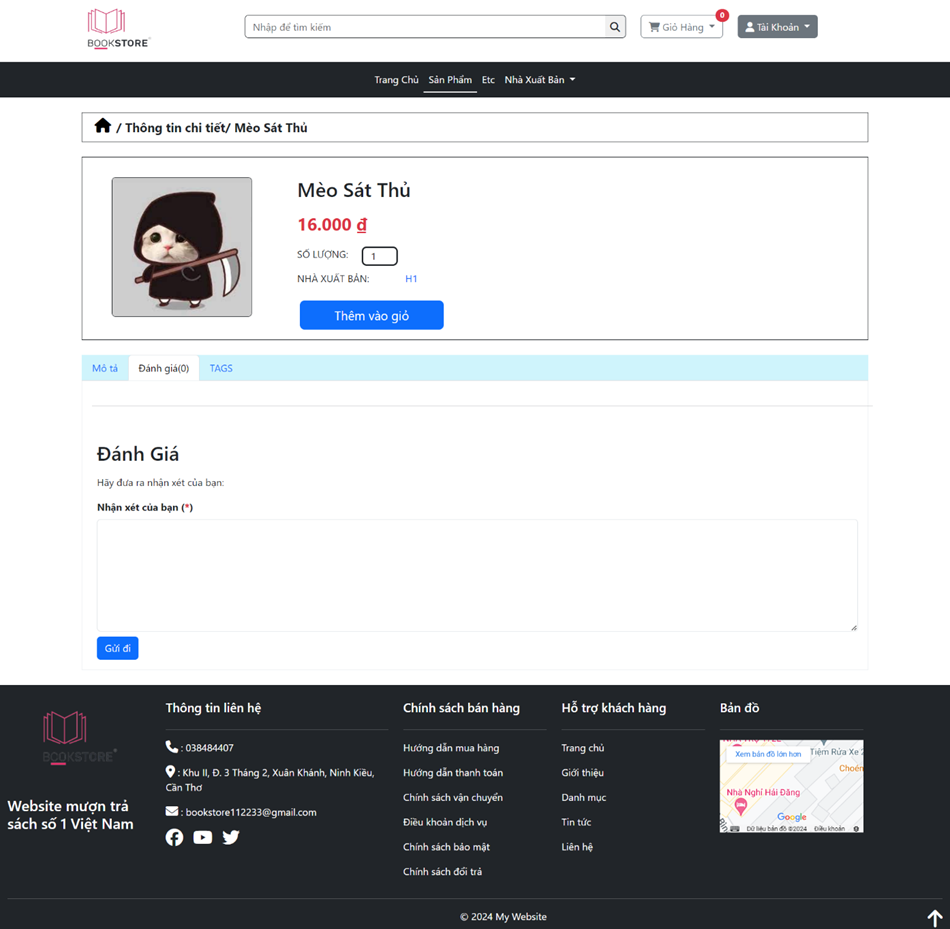 BOOKSTORE
Nhập để tìm kiếm
Giỏ Hàng
0
Tài Khoản
Trang Chủ
Sản Phẩm
Etc
Nhà Xuất Bản
/ Thông tin chi tiết/ Mèo Sát Thủ
Mèo Sát Thủ
16.000 ₫
SỐ LƯỢNG:
1
NHÀ XUẤT BẢN:
H1
Thêm vào giỏ
Mô tả
Đánh giá(0)
TAGS
Đánh Giá
Hãy đưa ra nhận xét của bạn:
Nhận xét của bạn (*)
Gửi đi
BOOKSTORE
Website mượn trả
sách số 1 Việt Nam
Thông tin liên hệ
: 038484407
: Khu II, Đ. 3 Tháng 2, Xuân Khánh, Ninh Kiều,
Cần Thơ
: bookstore112233@gmail.com
Chính sách bán hàng
Hướng dẫn mua hàng
Hướng dẫn thanh toán
Chính sách vận chuyển
Điều khoản dịch vụ
Chính sách bảo mật
Chính sách đổi trả
Hỗ trợ khách hàng
Trang chủ
Giới thiệu
Danh mục
Tin tức
Liên hệ
Bản đồ
Xem bản đồ lớn hơn
Tiệm Rửa Xe 2
Choén
Nhà Nghỉ Hải Đăng
Google
Dữ liệu bản đồ ©2024
Điều khoản
© 2024 My Website